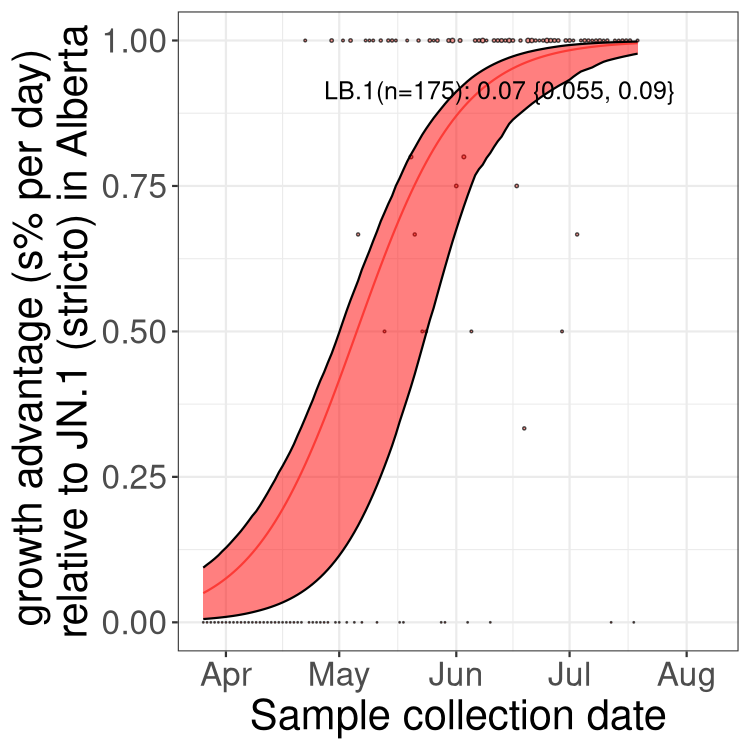 growth advantage (s% per day)
relative to JN.1 (stricto) in Alberta
1.00
0.75
0.50
0.25
0.00
LB.1(n=175): 0.07 {0.055, 0.09}
Apr May Jun Jul Aug
Sample collection date